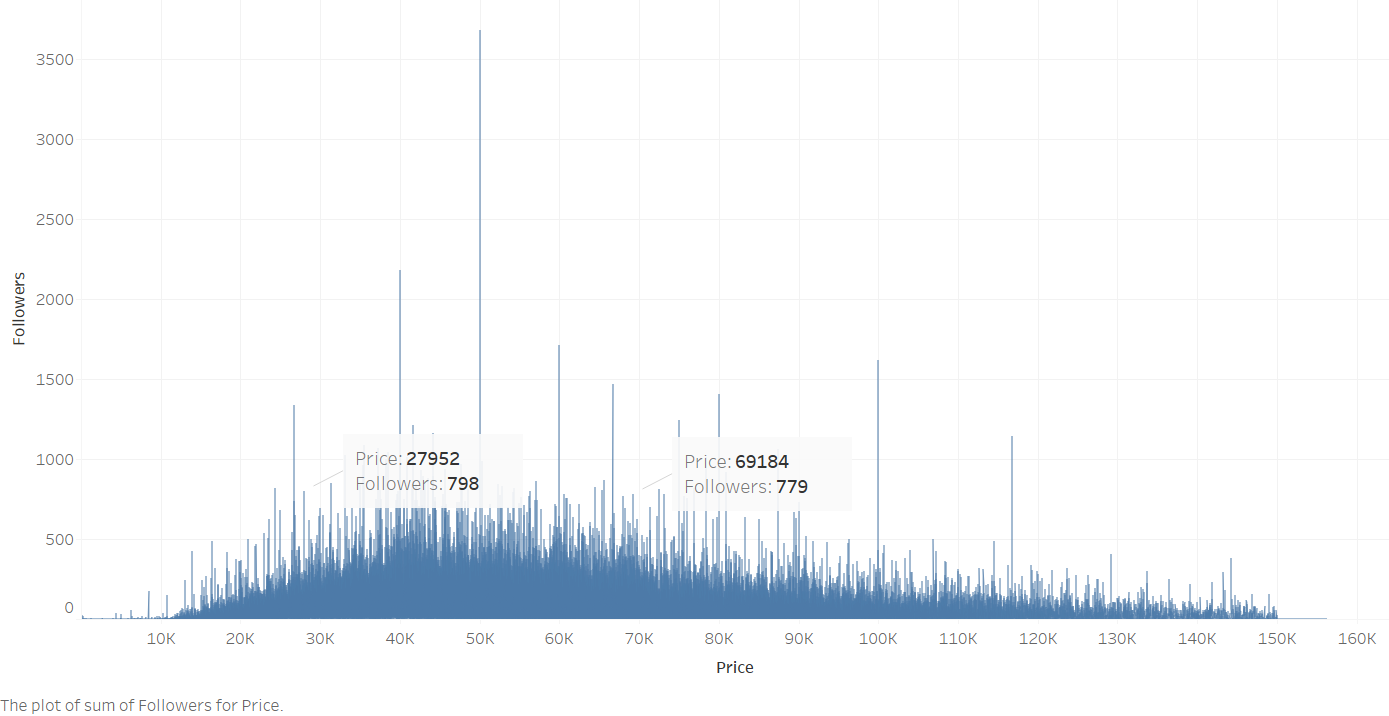 3500
3000
2500
2000
1500
1000
500
0
Followers
Price: 27952
Followers: 798
Price: 69184
Followers: 779
10K 20K 30K 40K 50K 60K 70K 80K 90K 100K 110K 120K 130K 140K 150K 160K
Price
The plot of sum of Followers for Price.